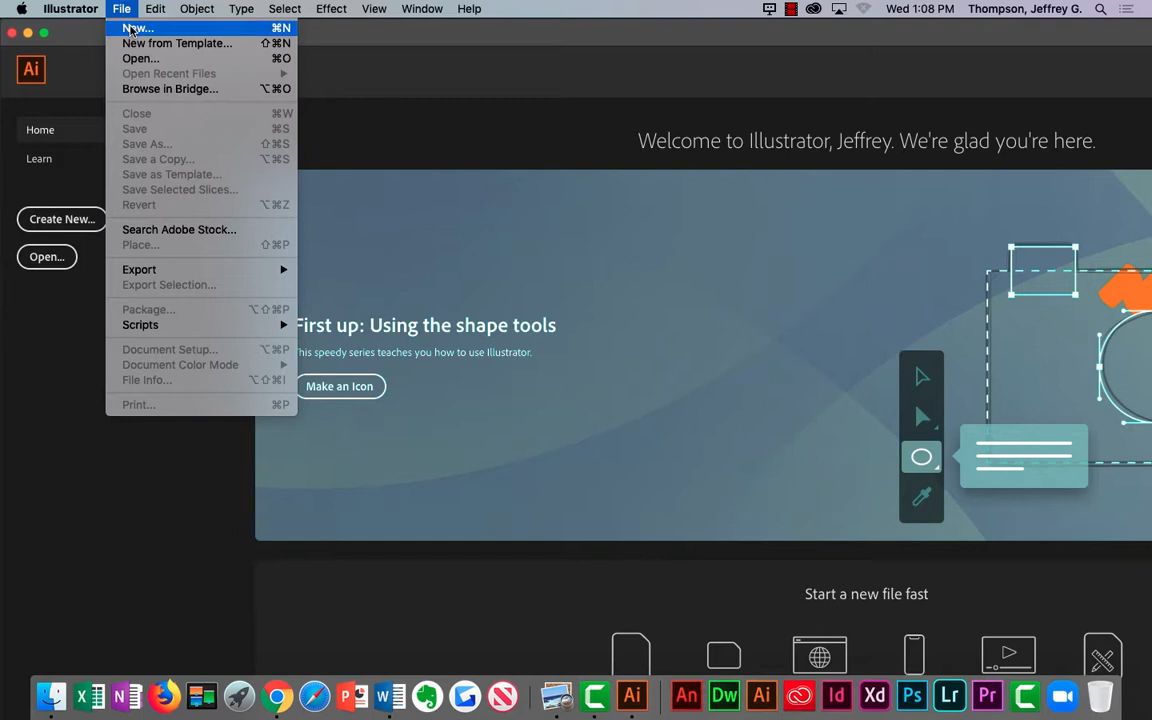 Illustrator File Edit Object Type Select Effect View Window Help Wed 1:08 PM Thompson, Jeffrey G.
New... ⌘N
New from Template... ⇧⌘N
Open... ⌘O
Open Recent Files
Browse in Bridge... ⌥⌘O
Close ⌘W
Save ⌘S
Save As... ⇧⌘S
Save a Copy... ⌥⌘S
Save as Template...
Save Selected Slices...
Revert ⌥⌘Z
Search Adobe Stock...
Place... ⇧⌘P
Export
Export Selection...
Package... ⌥⇧⌘P
Scripts
Document Setup... ⌥⌘P
Document Color Mode
File Info... ⌥⇧⌘I
Print... ⌘P
Ai
Home
Learn
Create New...
Open...
Welcome to Illustrator, Jeffrey. We're glad you're here.
First up: Using the shape tools
This speedy series teaches you how to use Illustrator.
Make an Icon
Start a new file fast
Ai An Dw Ai Id Xd Ps Lr Pr